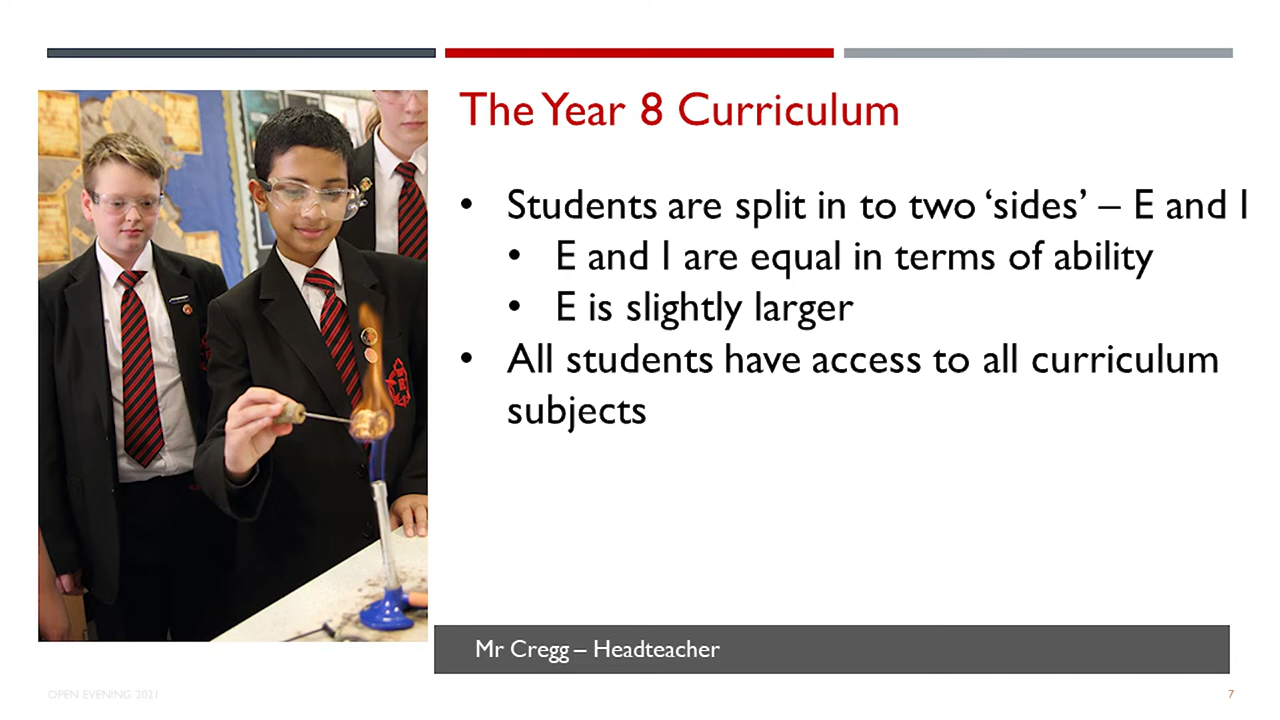 The Year 8 Curriculum
• Students are split in to two ‘sides’ – E and I
• E and I are equal in terms of ability
• E is slightly larger
• All students have access to all curriculum
subjects
Mr Cregg – Headteacher
OPEN EVENING 2021
7